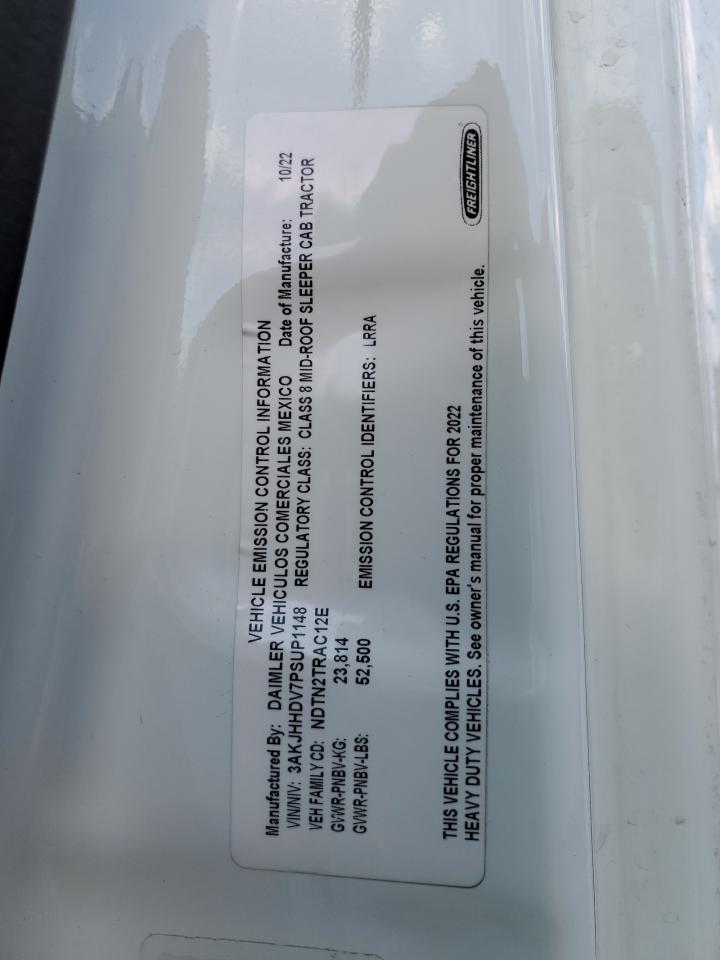 VEHICLE EMISSION CONTROL INFORMATION
Manufactured By: DAIMLER VEHICULOS COMERCIALES MEXICO Date of Manufacture: 10/22
VIN/NIV: 3AKJHHDV7PSUP1148 REGULATORY CLASS: CLASS 8 MID-ROOF SLEEPER CAB TRACTOR
VEH FAMILY CD: NDTN2TRAC12E
GVWR-PNBV-KG: 23,814
GVWR-PNBV-LBS: 52,500 EMISSION CONTROL IDENTIFIERS: LRRA
THIS VEHICLE COMPLIES WITH U.S. EPA REGULATIONS FOR 2022
HEAVY DUTY VEHICLES. See owner's manual for proper maintenance of this vehicle.
FREIGHTLINER